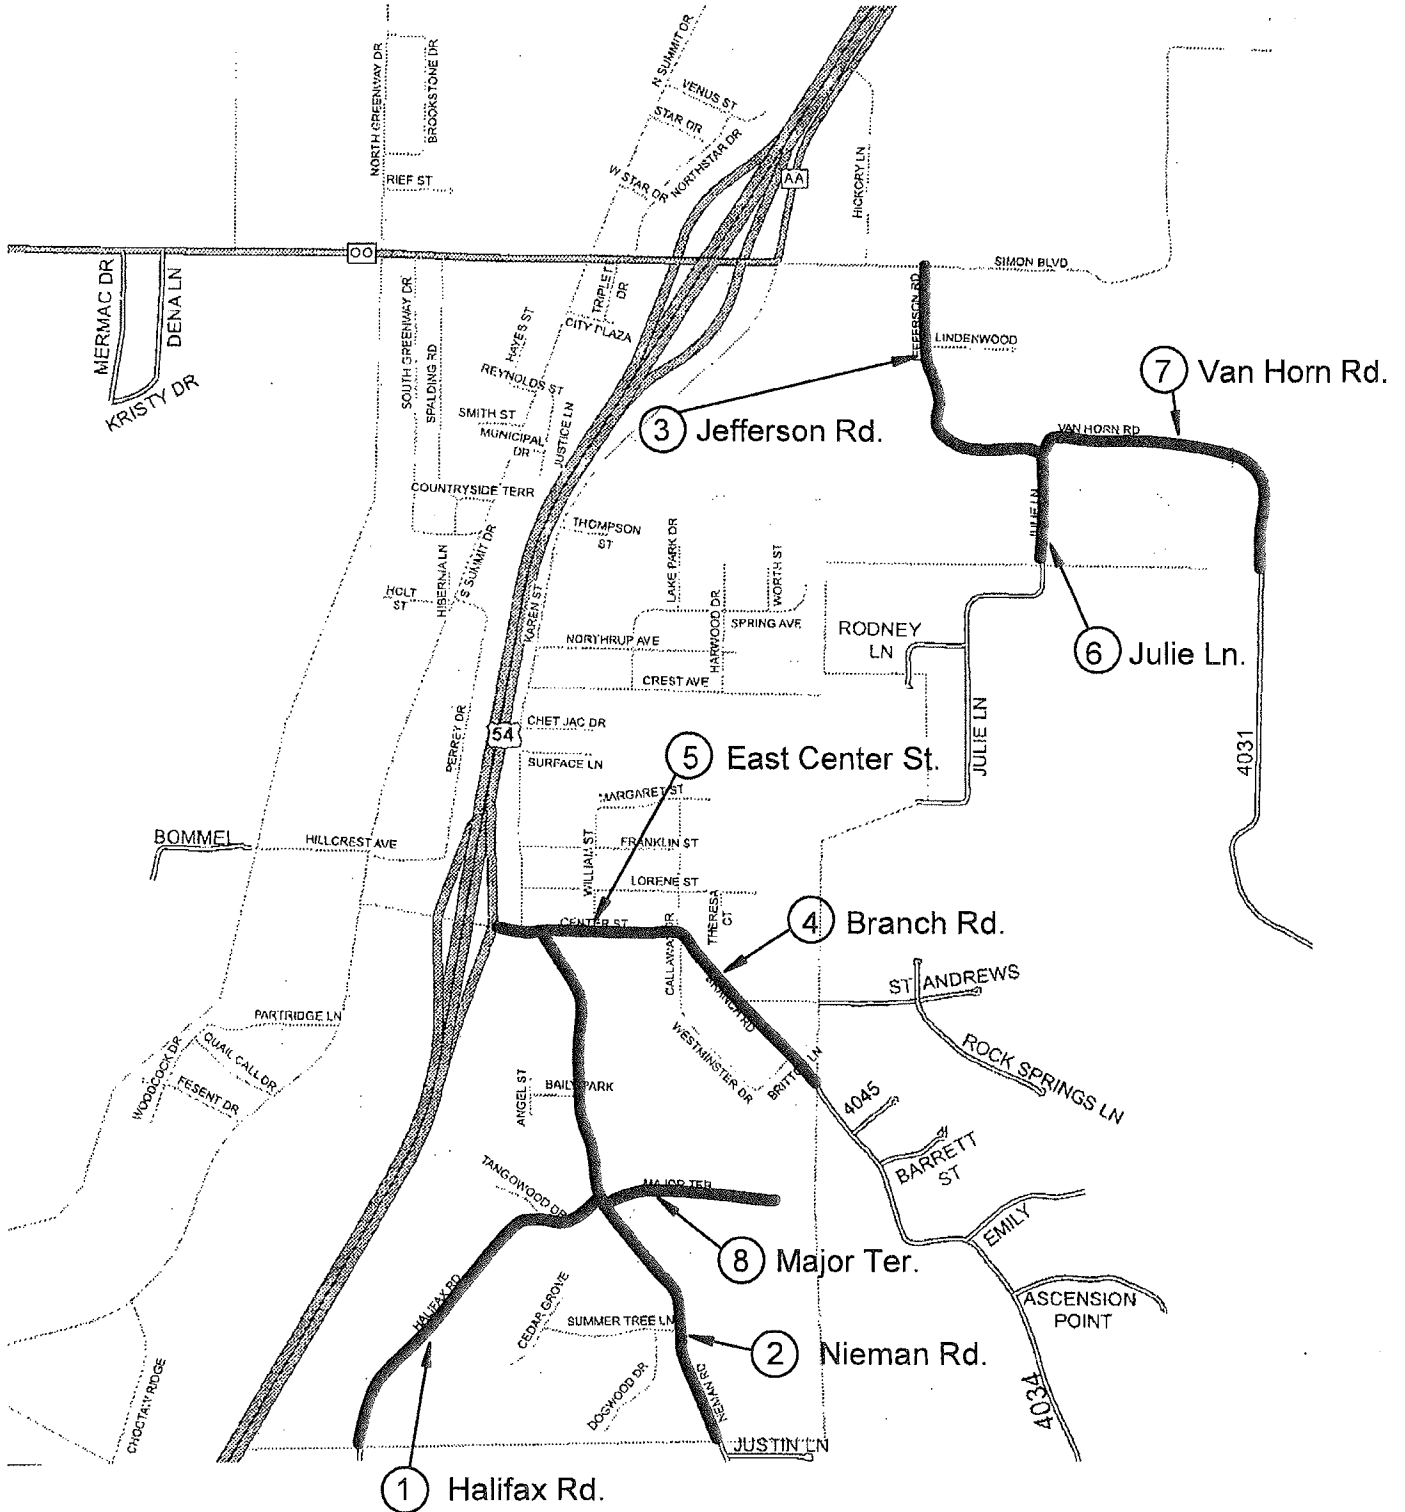 N SUMMIT DR
NORTH GREENWAY DR
BROOKSTONE DR
VENUS ST
STAR DR
NORTHSTAR DR
W STAR DR
RIEF ST
AA
HICKORY LN
OO
SIMON BLVD
MERMAC DR
DENA LN
KRISTY DR
SOUTH GREENWAY DR
SPALDING RD
TRIPLETT
DR
CITY PLAZA
HAYES ST
REYNOLDS ST
SMITH ST
MUNICIPAL
DR
JUSTICE LN
JEFFERSON RD
LINDENWOOD
7 Van Horn Rd.
3 Jefferson Rd.
VAN HORN RD
COUNTRYSIDE TERR
S SUMMIT DR
THOMPSON
ST
LAKE PARK DR
WORTH ST
JULIE LN
HOLT
ST
HIBERNIA LN
KAREN ST
HARWOOD DR
SPRING AVE
NORTHRUP AVE
CREST AVE
RODNEY
LN
6 Julie Ln.
JULIE LN
4031
PERREY DR
54
CHET JAC DR
SURFACE LN
5 East Center St.
MARGARET ST
BOMMEL
HILLCREST AVE
WILLIAM ST
FRANKLIN ST
LORENE ST
THERESA
CT
CENTER ST
CALLAWAY DR
4 Branch Rd.
BRANCH RD
ST ANDREWS
ROCK SPRINGS LN
PARTRIDGE LN
WOODCOCK DR
QUAIL CALL DR
FESENT DR
WESTMINSTER DR
BRITTON LN
ANGEL ST
BAILY PARK
4045
BARRETT
ST
TANGOWOOD DR
MAJOR TER
EMILY
8 Major Ter.
HALIFAX RD
CEDAR GROVE
SUMMER TREE LN
ASCENSION
POINT
2 Nieman Rd.
DOGWOOD DR
NIEMAN RD
4034
CHOCTAW RIDGE
JUSTIN LN
1 Halifax Rd.